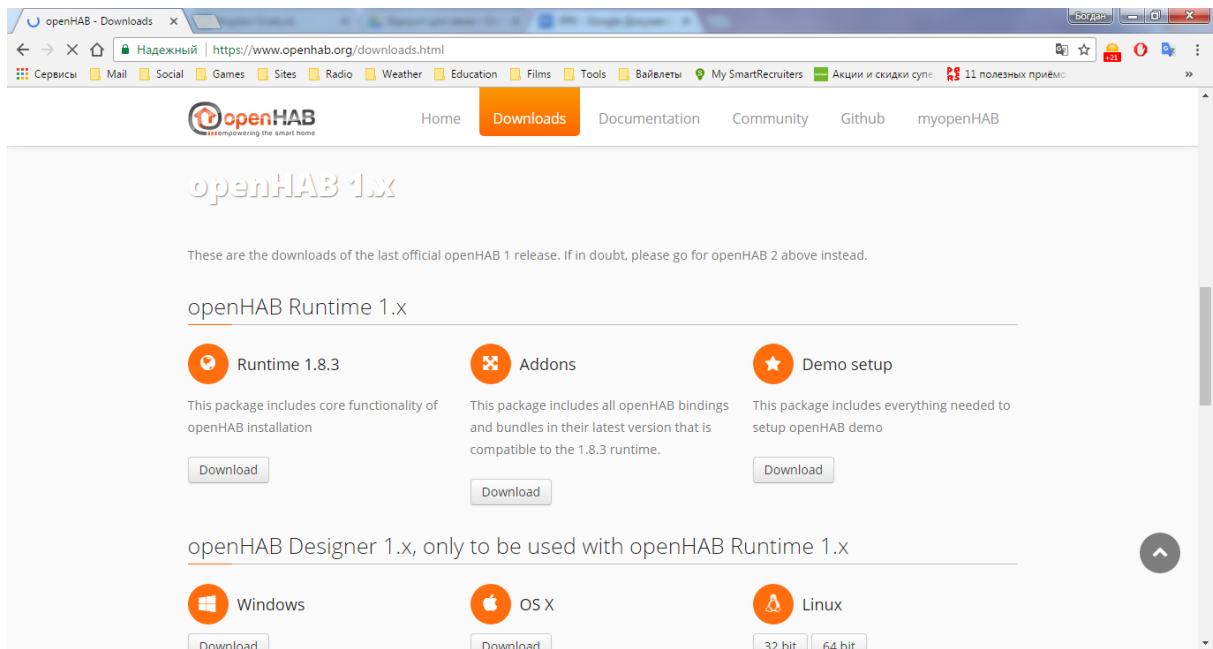 openHAB - Downloads
Богдан
Надежный | https://www.openhab.org/downloads.html
+21
Сервисы Mail Social Games Sites Radio Weather Education Films Tools Вайвлеты My SmartRecruiters Акции и скидки супе 11 полезных приёмо
openHAB
empowering the smart home
Home Downloads Documentation Community Github myopenHAB
openHAB 1.x
These are the downloads of the last official openHAB 1 release. If in doubt, please go for openHAB 2 above instead.
openHAB Runtime 1.x
Runtime 1.8.3
This package includes core functionality of
openHAB installation
Download
Addons
This package includes all openHAB bindings
and bundles in their latest version that is
compatible to the 1.8.3 runtime.
Download
Demo setup
This package includes everything needed to
setup openHAB demo
Download
openHAB Designer 1.x, only to be used with openHAB Runtime 1.x
Windows
Download
OS X
Download
Linux
32 bit 64 bit